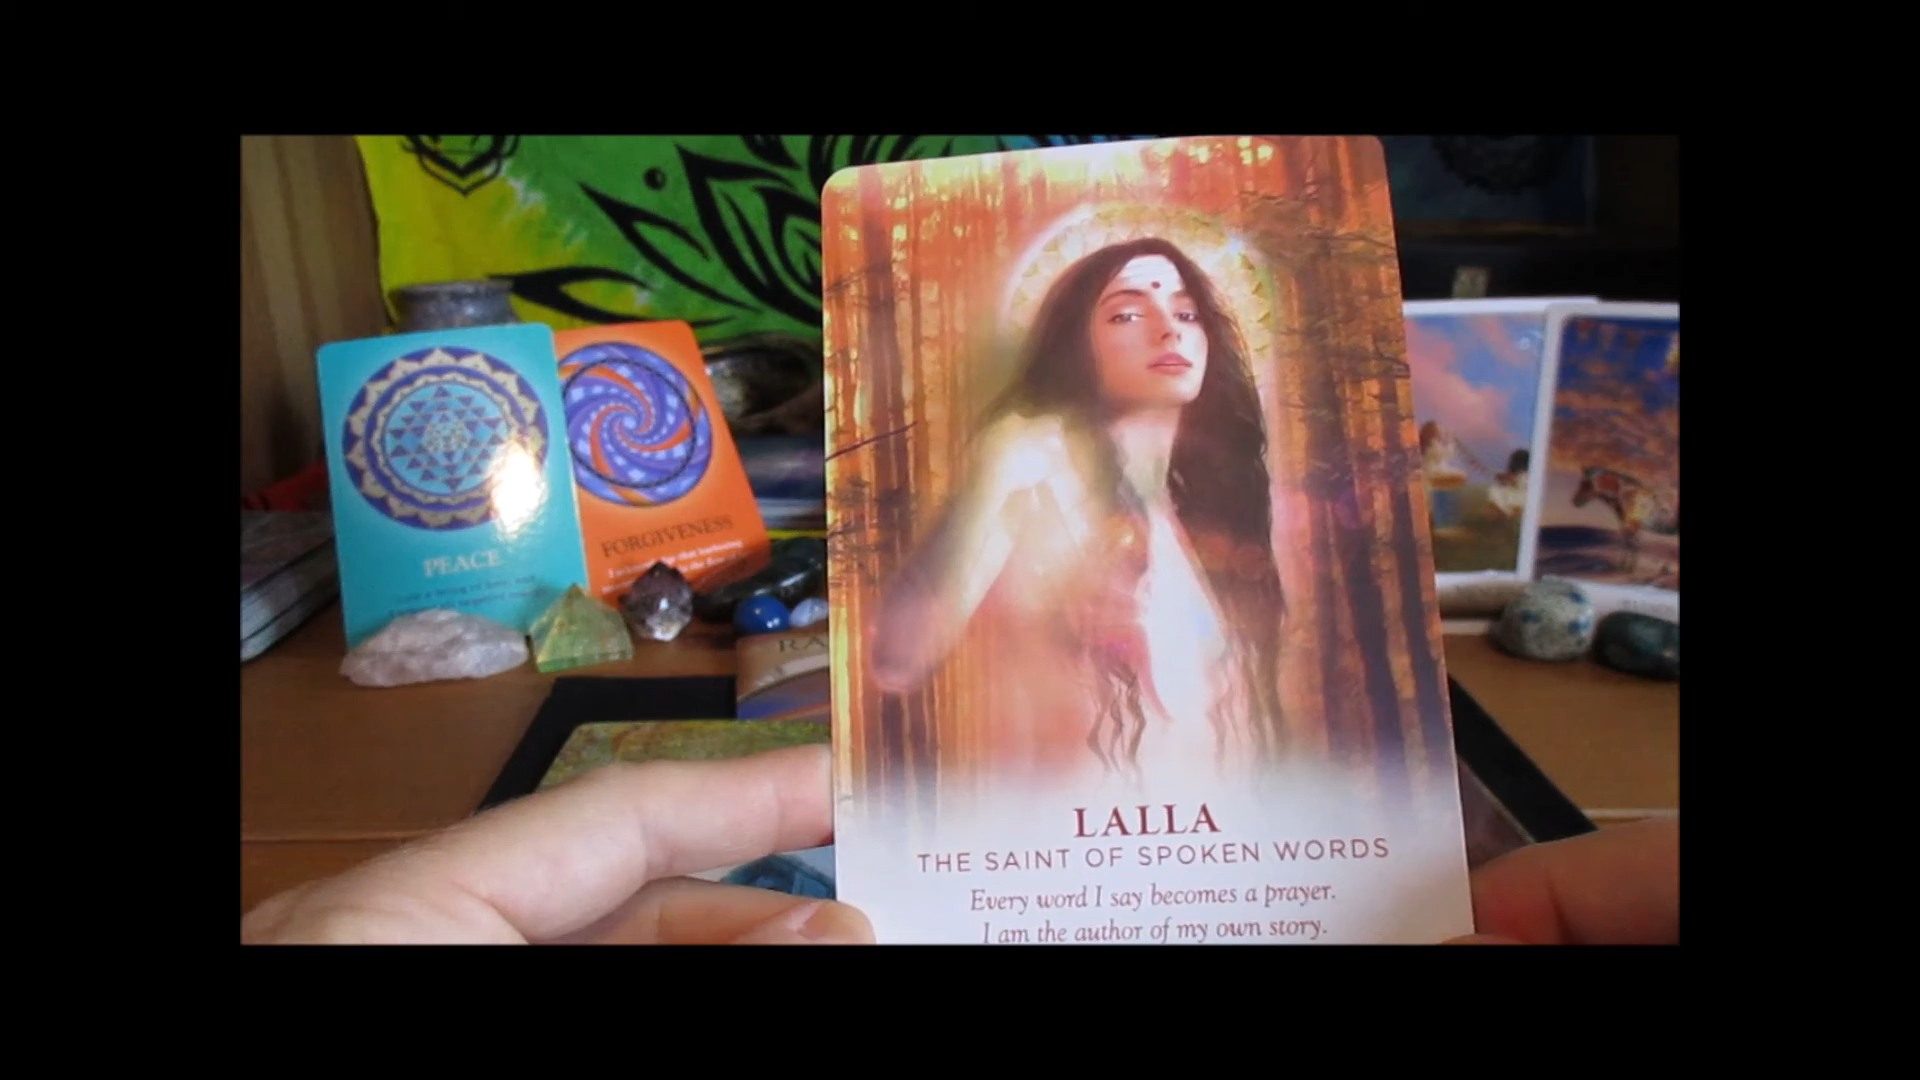 PEACE
FORGIVENESS
RA
LALLA
THE SAINT OF SPOKEN WORDS
Every word I say becomes a prayer.
I am the author of my own story.